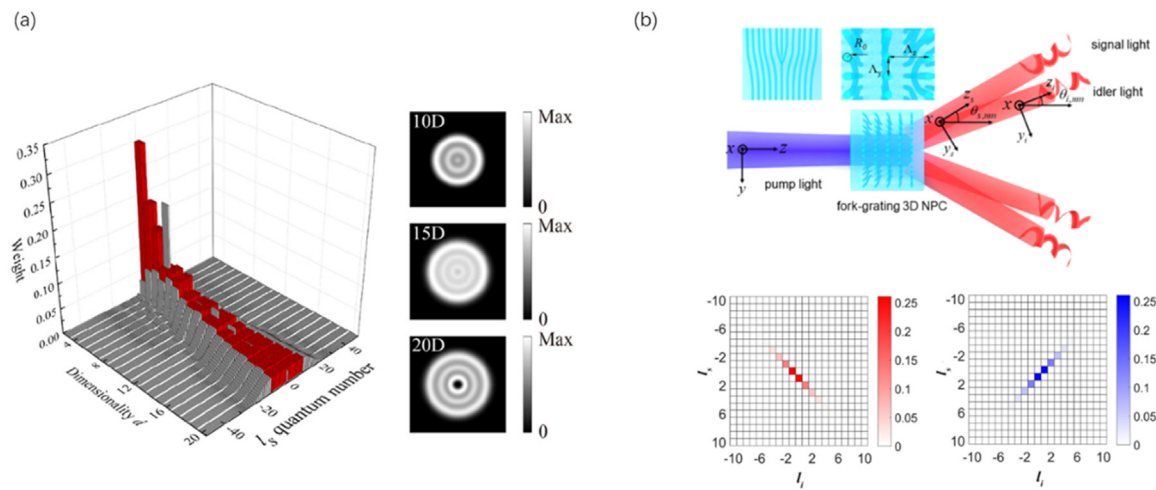 (a)
0.35
0.30
0.25
0.20
0.15
0.10
0.05
0.00
Weight
4
8
12
16
20
Dimensionality d
-40
-20
0
20
40
l_s quantum number
10D
Max
0
15D
Max
0
20D
Max
0
(b)
R₀
Λ_y
x
z
y
pump light
fork-grating 3D NPC
signal light
idler light
x
z_s
y_s
θ_s,nm
x
z_i
y_i
θ_i,nm
-10
-6
-2
2
6
10
l_s
-10
-6
-2
2
6
10
l_i
0.25
0.2
0.15
0.1
0.05
0
-10
-6
-2
2
6
10
l_s
-10
-6
-2
2
6
10
l_i
0.25
0.2
0.15
0.1
0.05
0